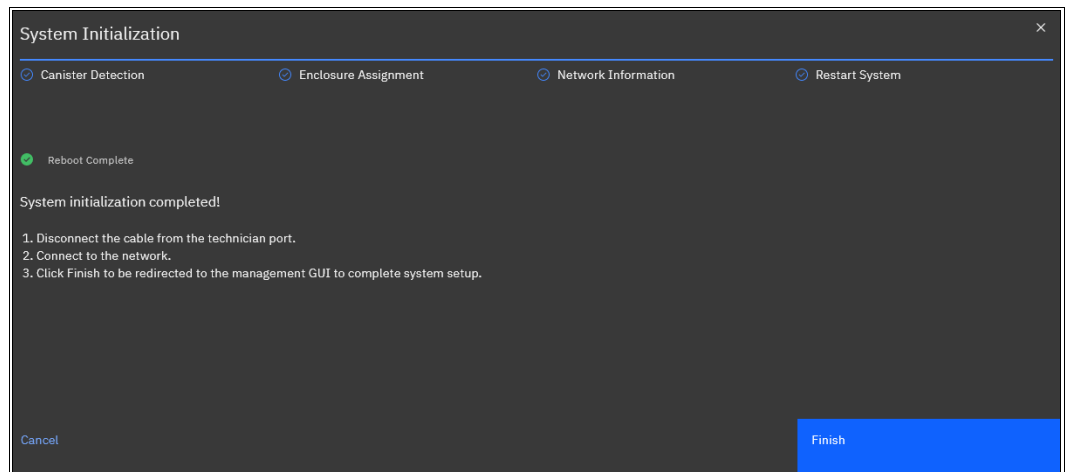 System Initialization
Canister Detection
Enclosure Assignment
Network Information
Restart System
Reboot Complete
System initialization completed!
1. Disconnect the cable from the technician port.
2. Connect to the network.
3. Click Finish to be redirected to the management GUI to complete system setup.
Cancel
Finish